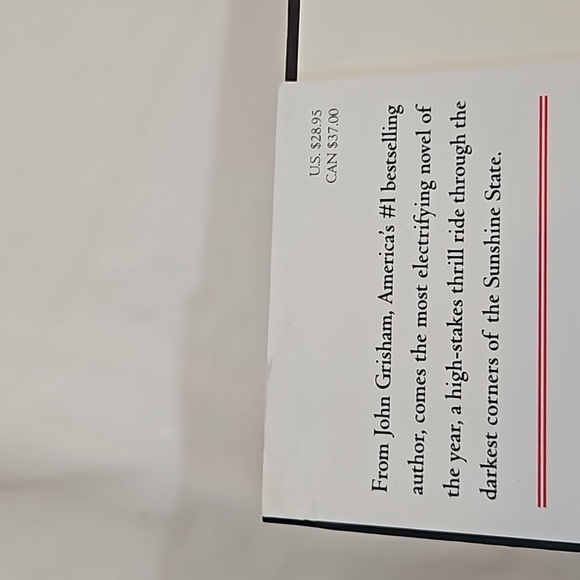 U.S. $28.95
CAN $37.00
From John Grisham, America's #1 bestselling
author, comes the most electrifying novel of
the year, a high-stakes thrill ride through the
darkest corners of the Sunshine State.